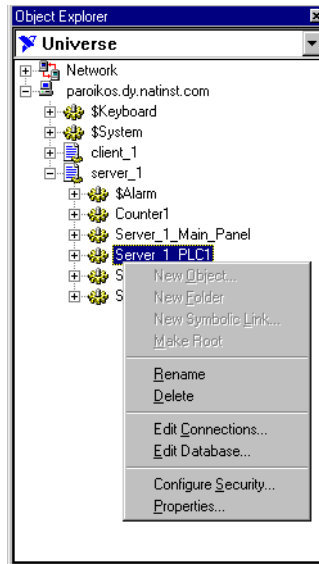 Object Explorer
Universe
Network
paroikos.dy.natinst.com
$Keyboard
$System
client_1
server_1
$Alarm
Counter1
Server_1_Main_Panel
Server_1_PLC1
S
S
New Object...
New Folder
New Symbolic Link...
Make Root
Rename
Delete
Edit Connections...
Edit Database...
Configure Security...
Properties...